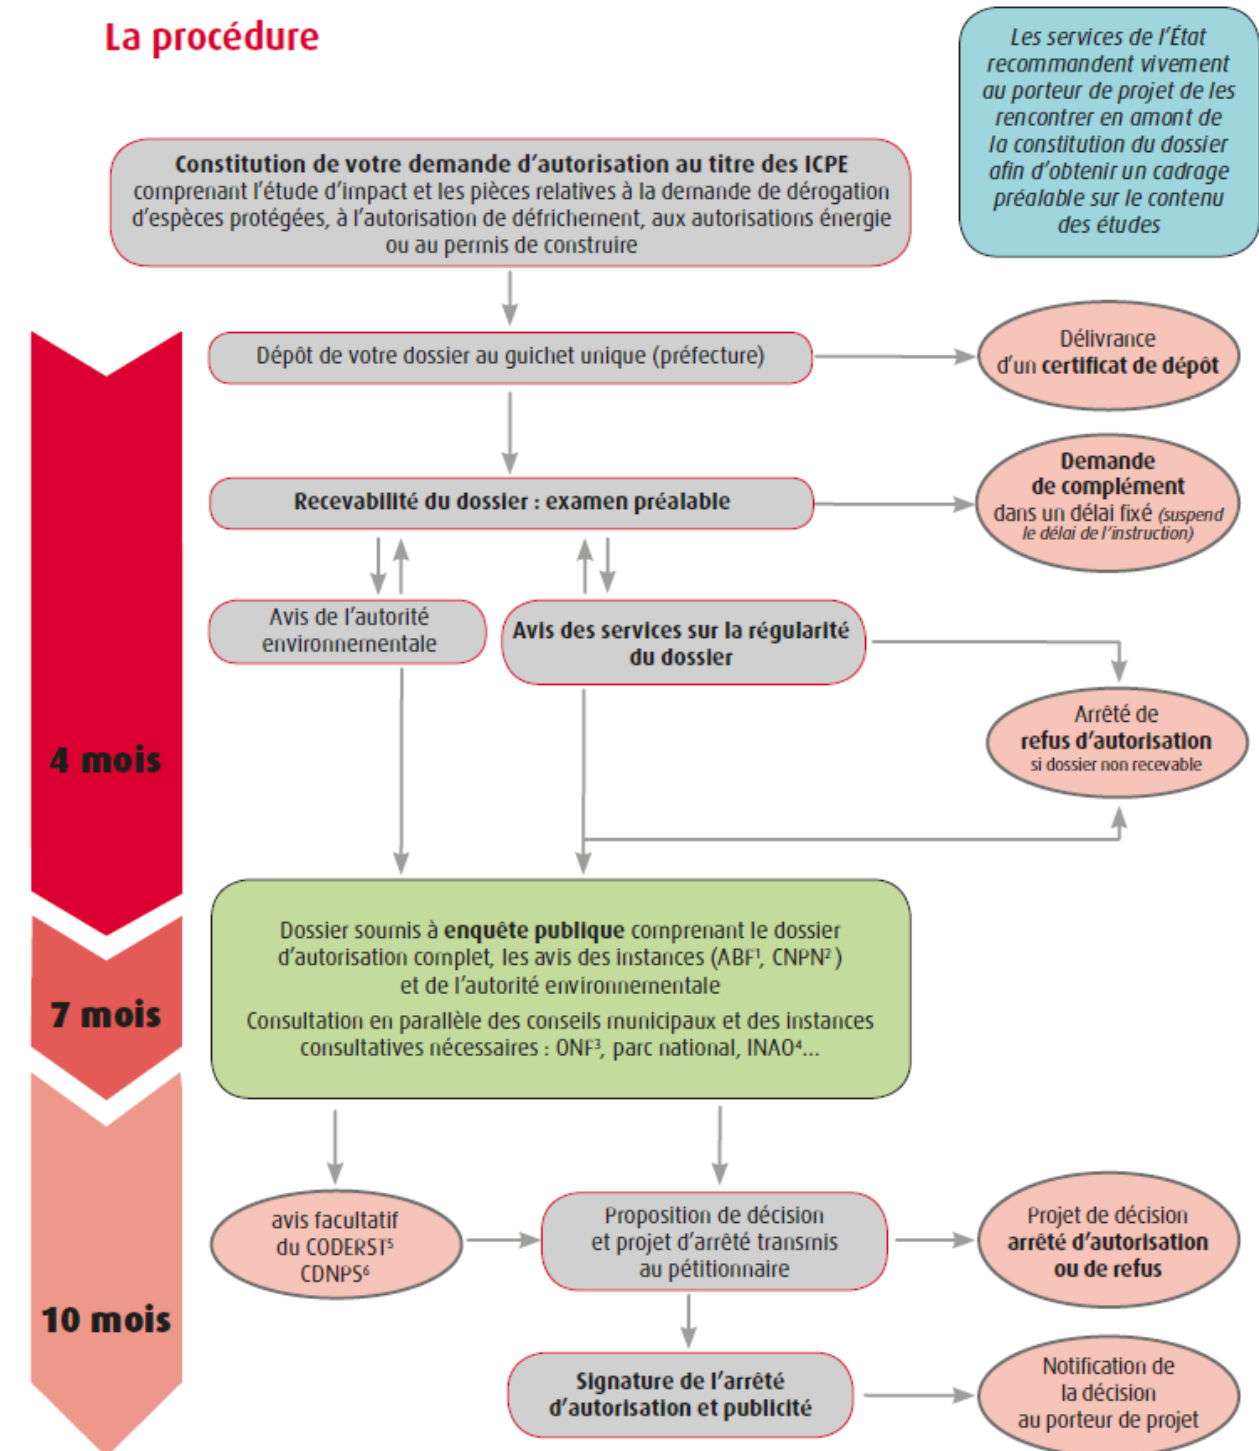 La procédure
Les services de l'État
recommandent vivement
au porteur de projet de les
rencontrer en amont de
la constitution du dossier
afin d'obtenir un cadrage
préalable sur le contenu
des études
Constitution de votre demande d'autorisation au titre des ICPE
comprenant l'étude d'impact et les pièces relatives à la demande de dérogation
d'espèces protégées, à l'autorisation de défrichement, aux autorisations énergie
ou au permis de construire
Dépôt de votre dossier au guichet unique (préfecture)
Délivrance
d'un certificat de dépôt
Recevabilité du dossier : examen préalable
Demande
de complément
dans un délai fixé (suspend
le délai de l'instruction)
Avis de l'autorité
environnementale
Avis des services sur la régularité
du dossier
Arrêté de
refus d'autorisation
si dossier non recevable
4 mois
Dossier soumis à enquête publique comprenant le dossier
d'autorisation complet, les avis des instances (ABF¹, CNPN²)
et de l'autorité environnementale
Consultation en parallèle des conseils municipaux et des instances
consultatives nécessaires : ONF³, parc national, INAO⁴...
7 mois
avis facultatif
du CODERST⁵
CDNPS⁶
Proposition de décision
et projet d'arrêté transmis
au pétitionnaire
Projet de décision
arrêté d'autorisation
ou de refus
10 mois
Signature de l'arrêté
d'autorisation et publicité
Notification de
la décision
au porteur de projet